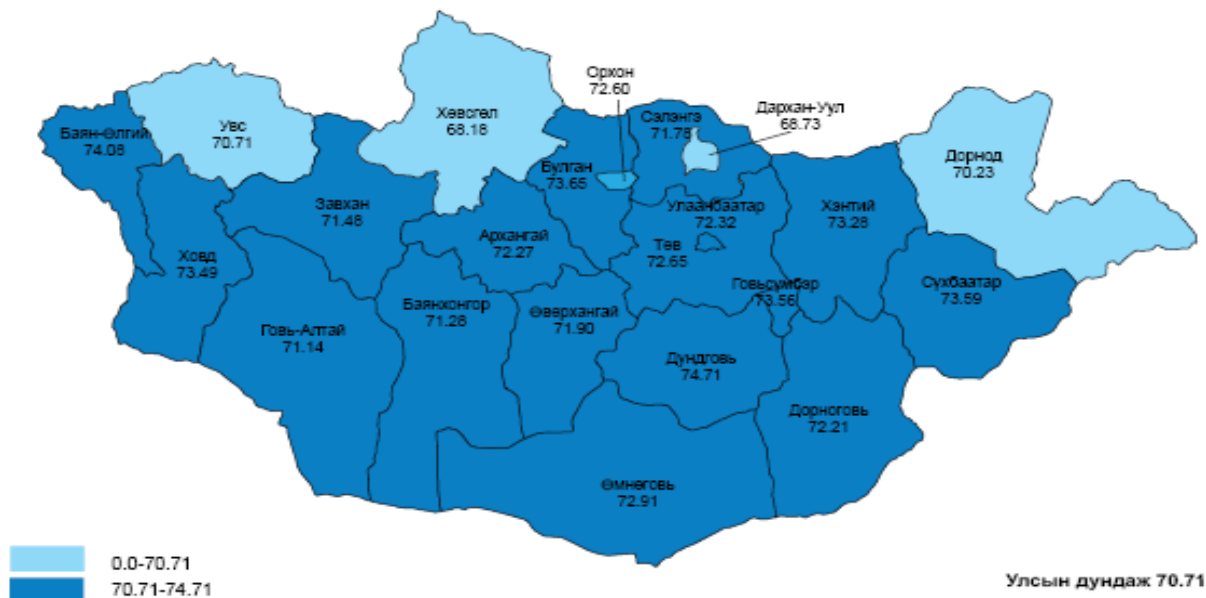 Орхон
72.60
Дархан-Уул
68.73
Хөвсгөл
68.18
Сэлэнгэ
71.78
Баян-Өлгий
74.08
Увс
70.71
Дорнод
70.23
Булган
73.65
Завхан
71.48
Улаанбаатар
72.32
Хэнтий
73.28
Архангай
72.27
Төв
72.65
Ховд
73.49
Говьсүмбэр
73.56
Сүхбаатар
73.59
Баянхонгор
71.28
Өвөрхангай
71.90
Говь-Алтай
71.14
Дундговь
74.71
Дорноговь
72.21
Өмнөговь
72.91
0.0-70.71
70.71-74.71
Улсын дундаж 70.71